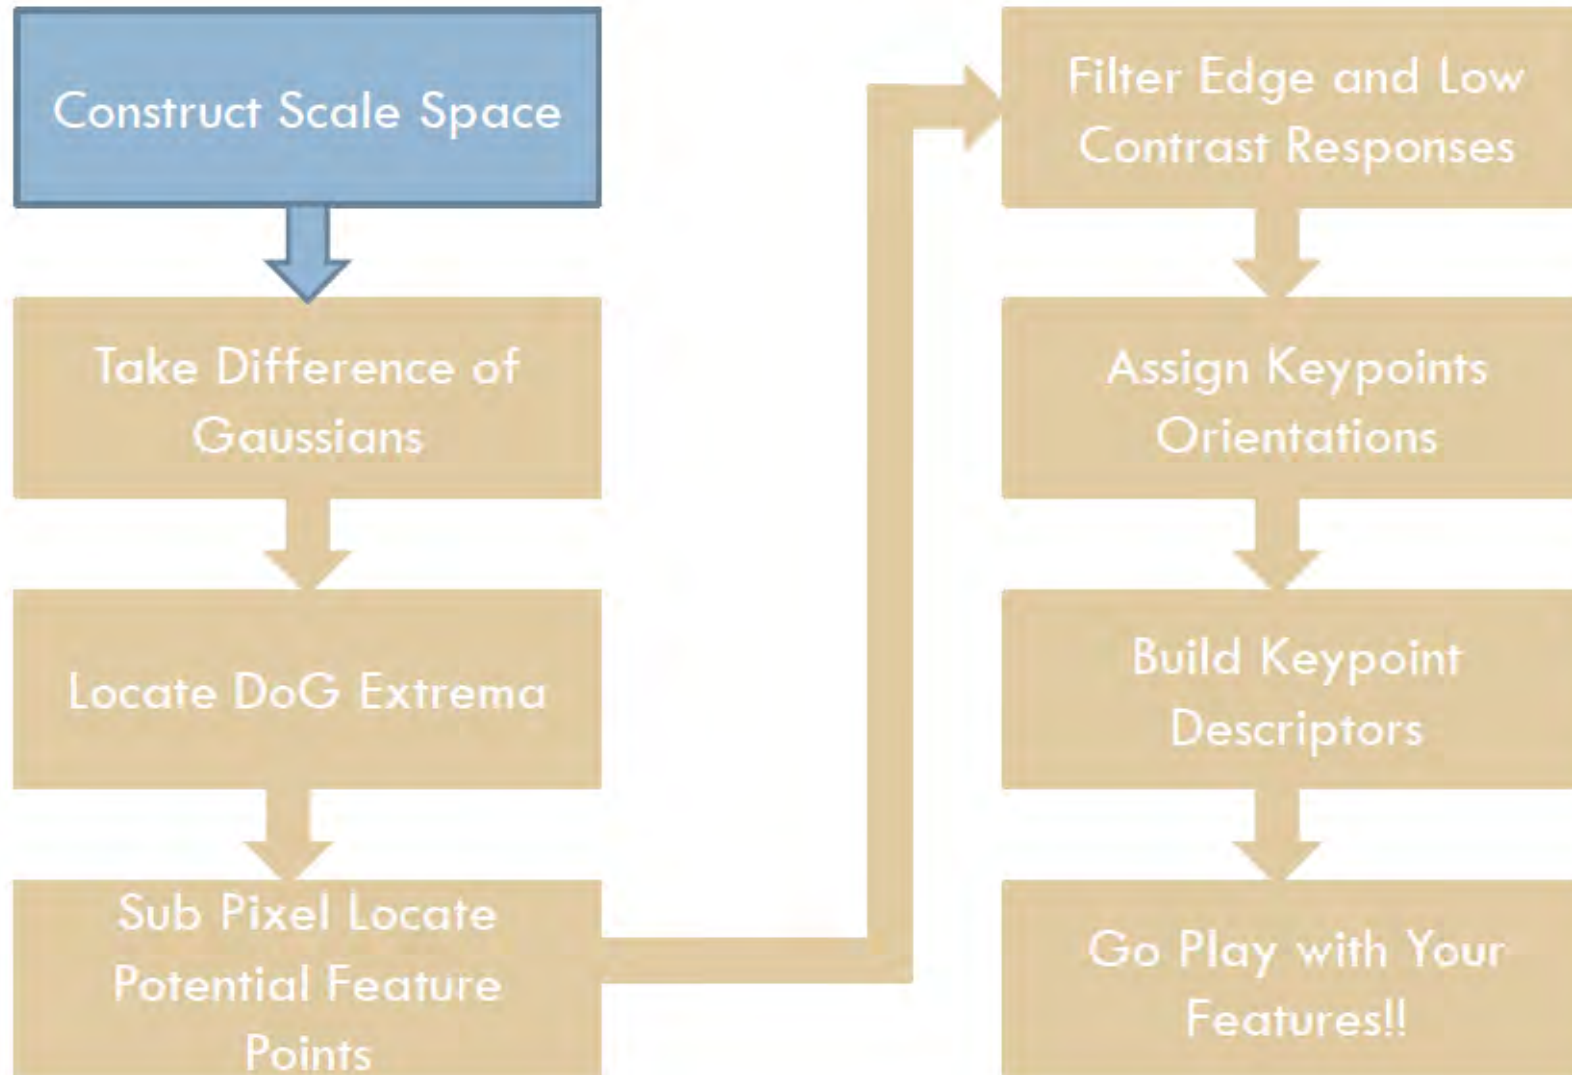 Construct Scale Space
Take Difference of
Gaussians
Locate DoG Extrema
Sub Pixel Locate
Potential Feature
Points
Filter Edge and Low
Contrast Responses
Assign Keypoints
Orientations
Build Keypoint
Descriptors
Go Play with Your
Features!!